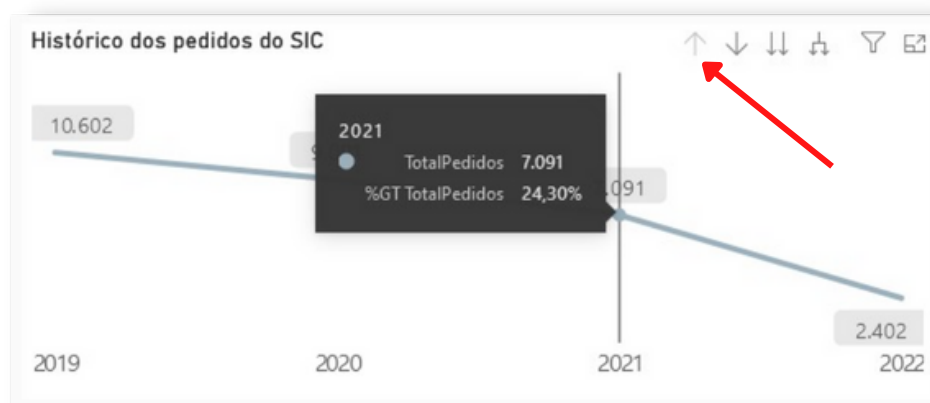 Histórico dos pedidos do SIC
10.602
2021
TotalPedidos 7.091
%GT TotalPedidos 24,30%
.091
2.402
2019 2020 2021 2022